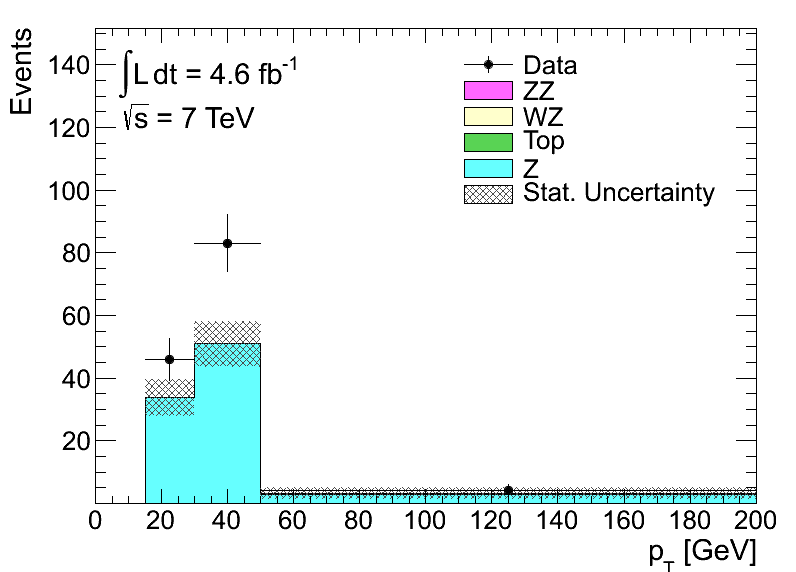 Events
140
120
100
80
60
40
20
∫L dt = 4.6 fb⁻¹
√s = 7 TeV
Data
ZZ
WZ
Top
Z
Stat. Uncertainty
0 20 40 60 80 100 120 140 160 180 200
p_T [GeV]